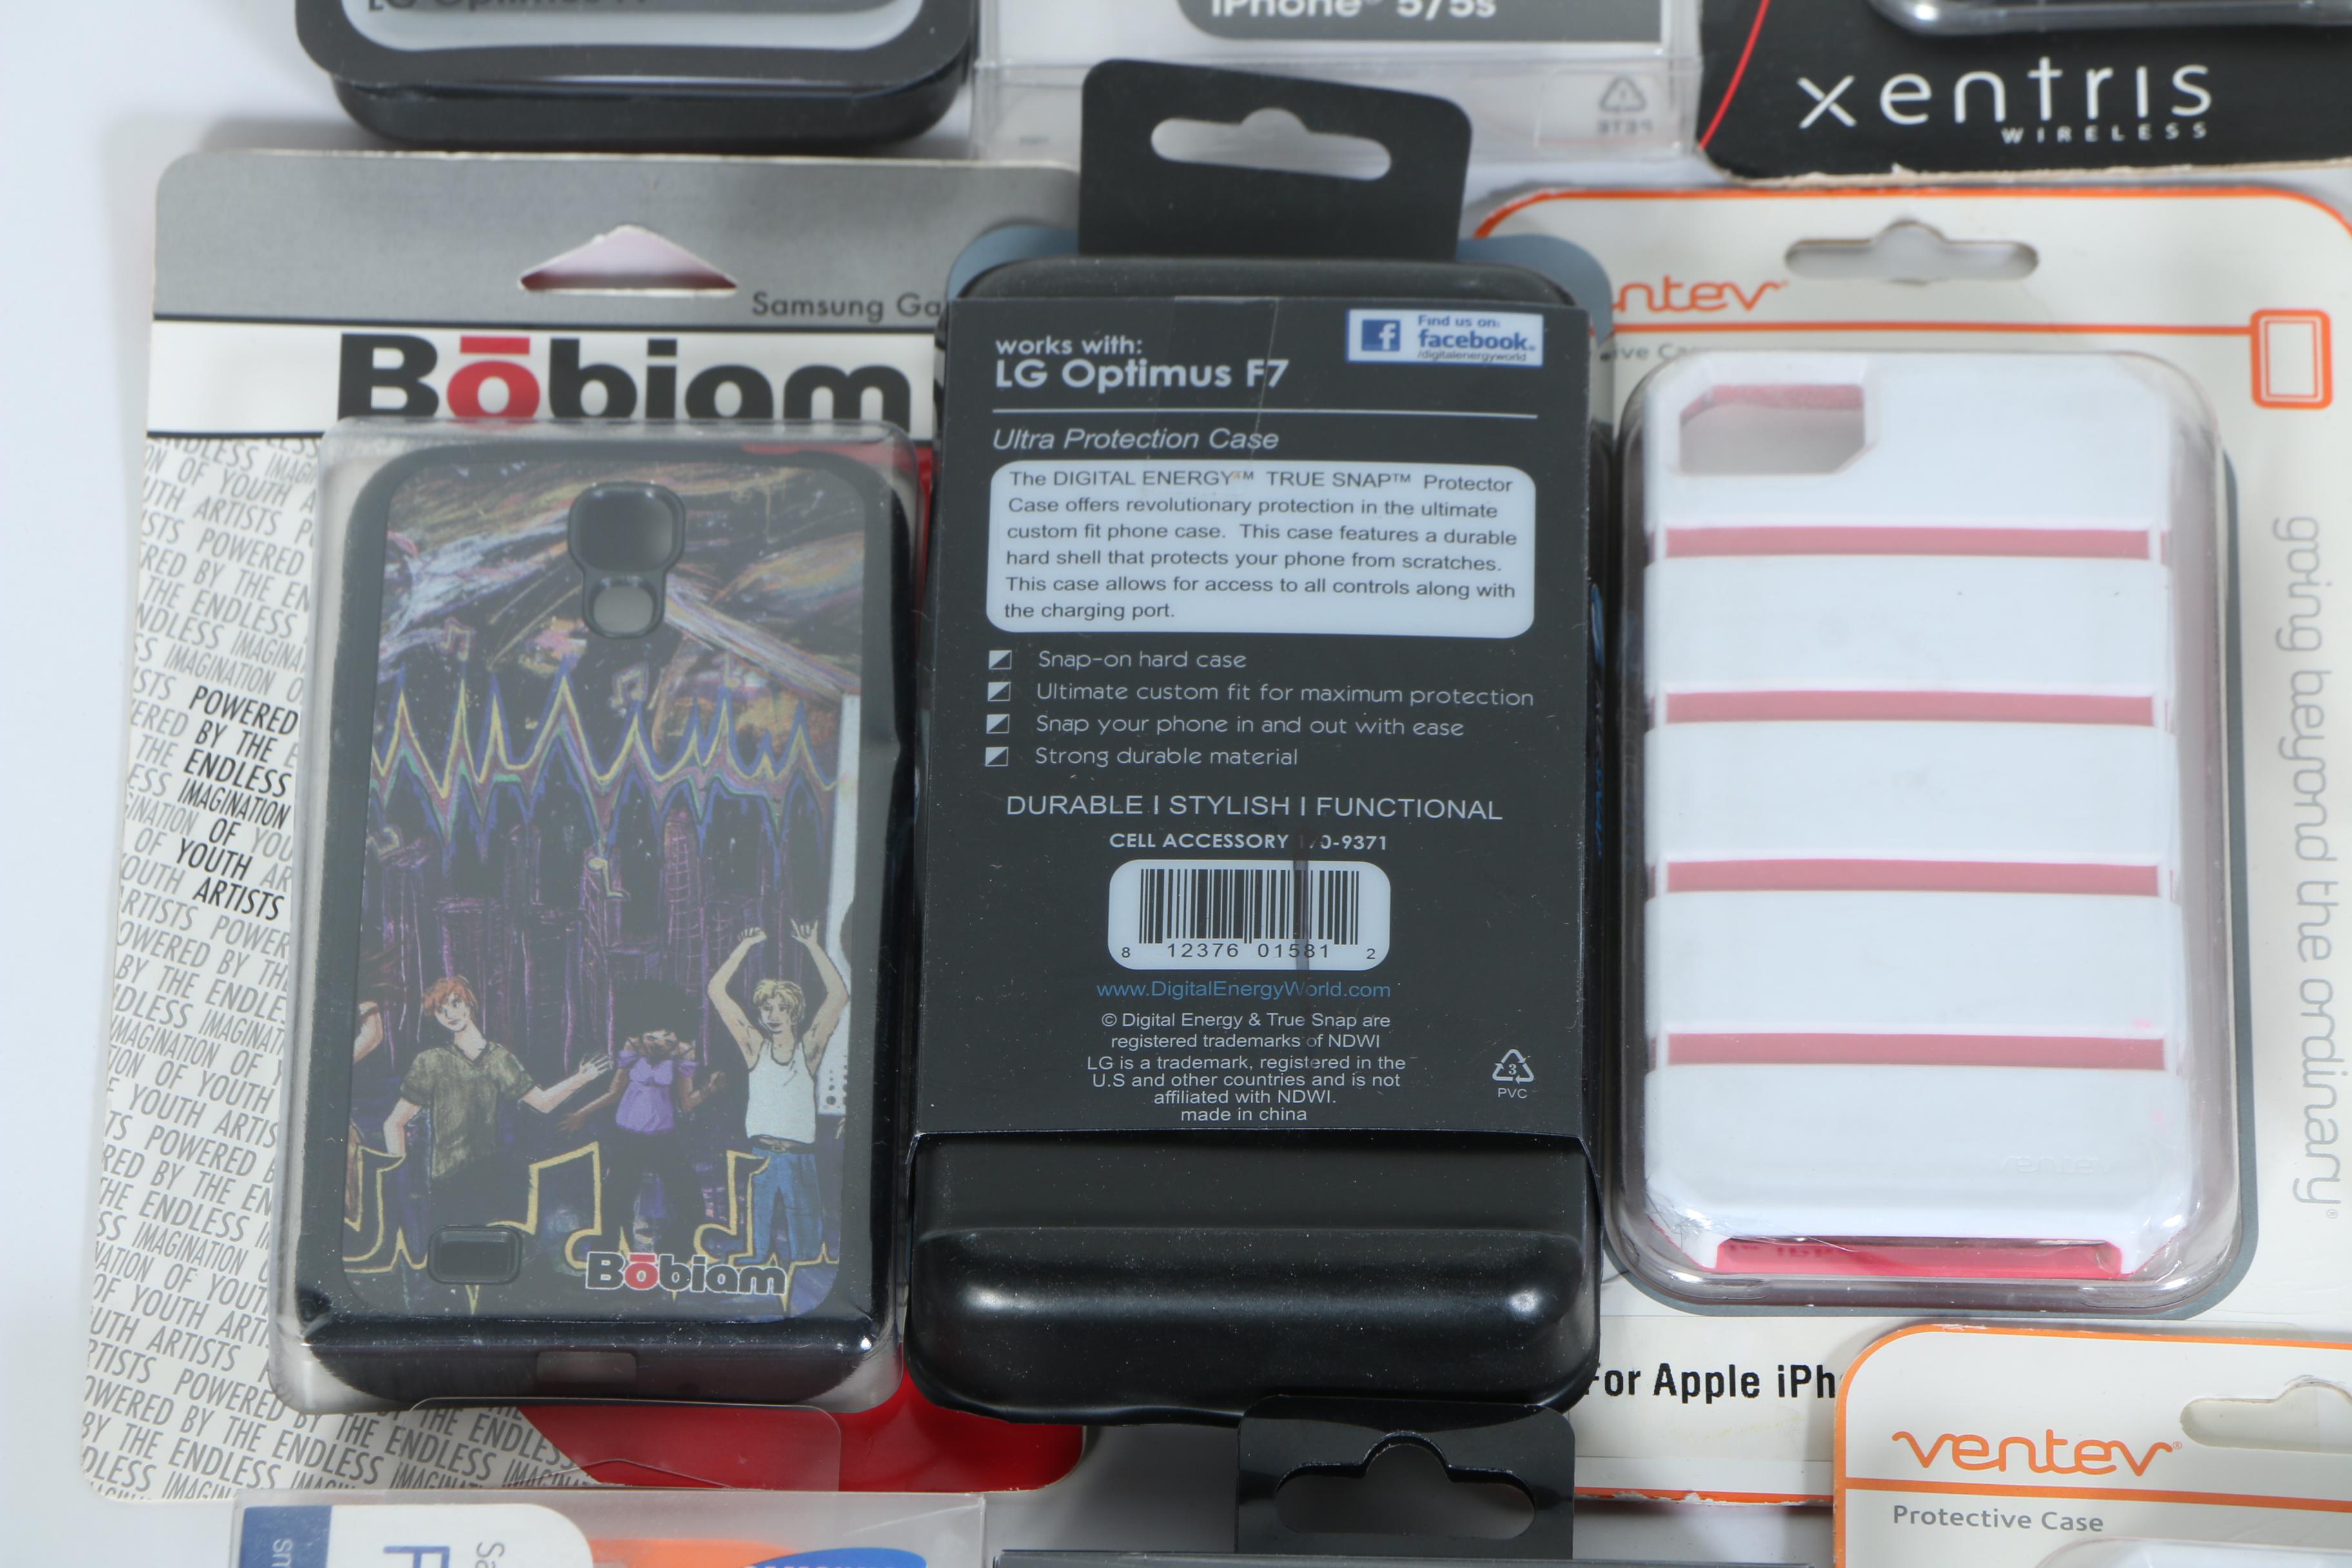 iPhone® 5/5s
xentris
WIRELESS
PETE
Samsung
Bōbiam
POWERED
BY THE
ENDLESS
IMAGINATION
OF
YOUTH
ARTISTS
Bōbiam
works with:
LG Optimus F7
Find us on:
facebook®
/digitalenergyworld
Ultra Protection Case
The DIGITAL ENERGY™ TRUE SNAP™ Protector
Case offers revolutionary protection in the ultimate
custom fit phone case. This case features a durable
hard shell that protects your phone from scratches.
This case allows for access to all controls along with
the charging port.
Snap-on hard case
Ultimate custom fit for maximum protection
Snap your phone in and out with ease
Strong durable material
DURABLE | STYLISH | FUNCTIONAL
CELL ACCESSORY
8 12376 01581 2
www.DigitalEnergyWorld.com
© Digital Energy & True Snap are
registered trademarks of NDWI
LG is a trademark, registered in the
U.S and other countries and is not
affiliated with NDWI.
made in china
3
PVC
going beyond the ordinary®
For Apple
ventev®
Protective Case